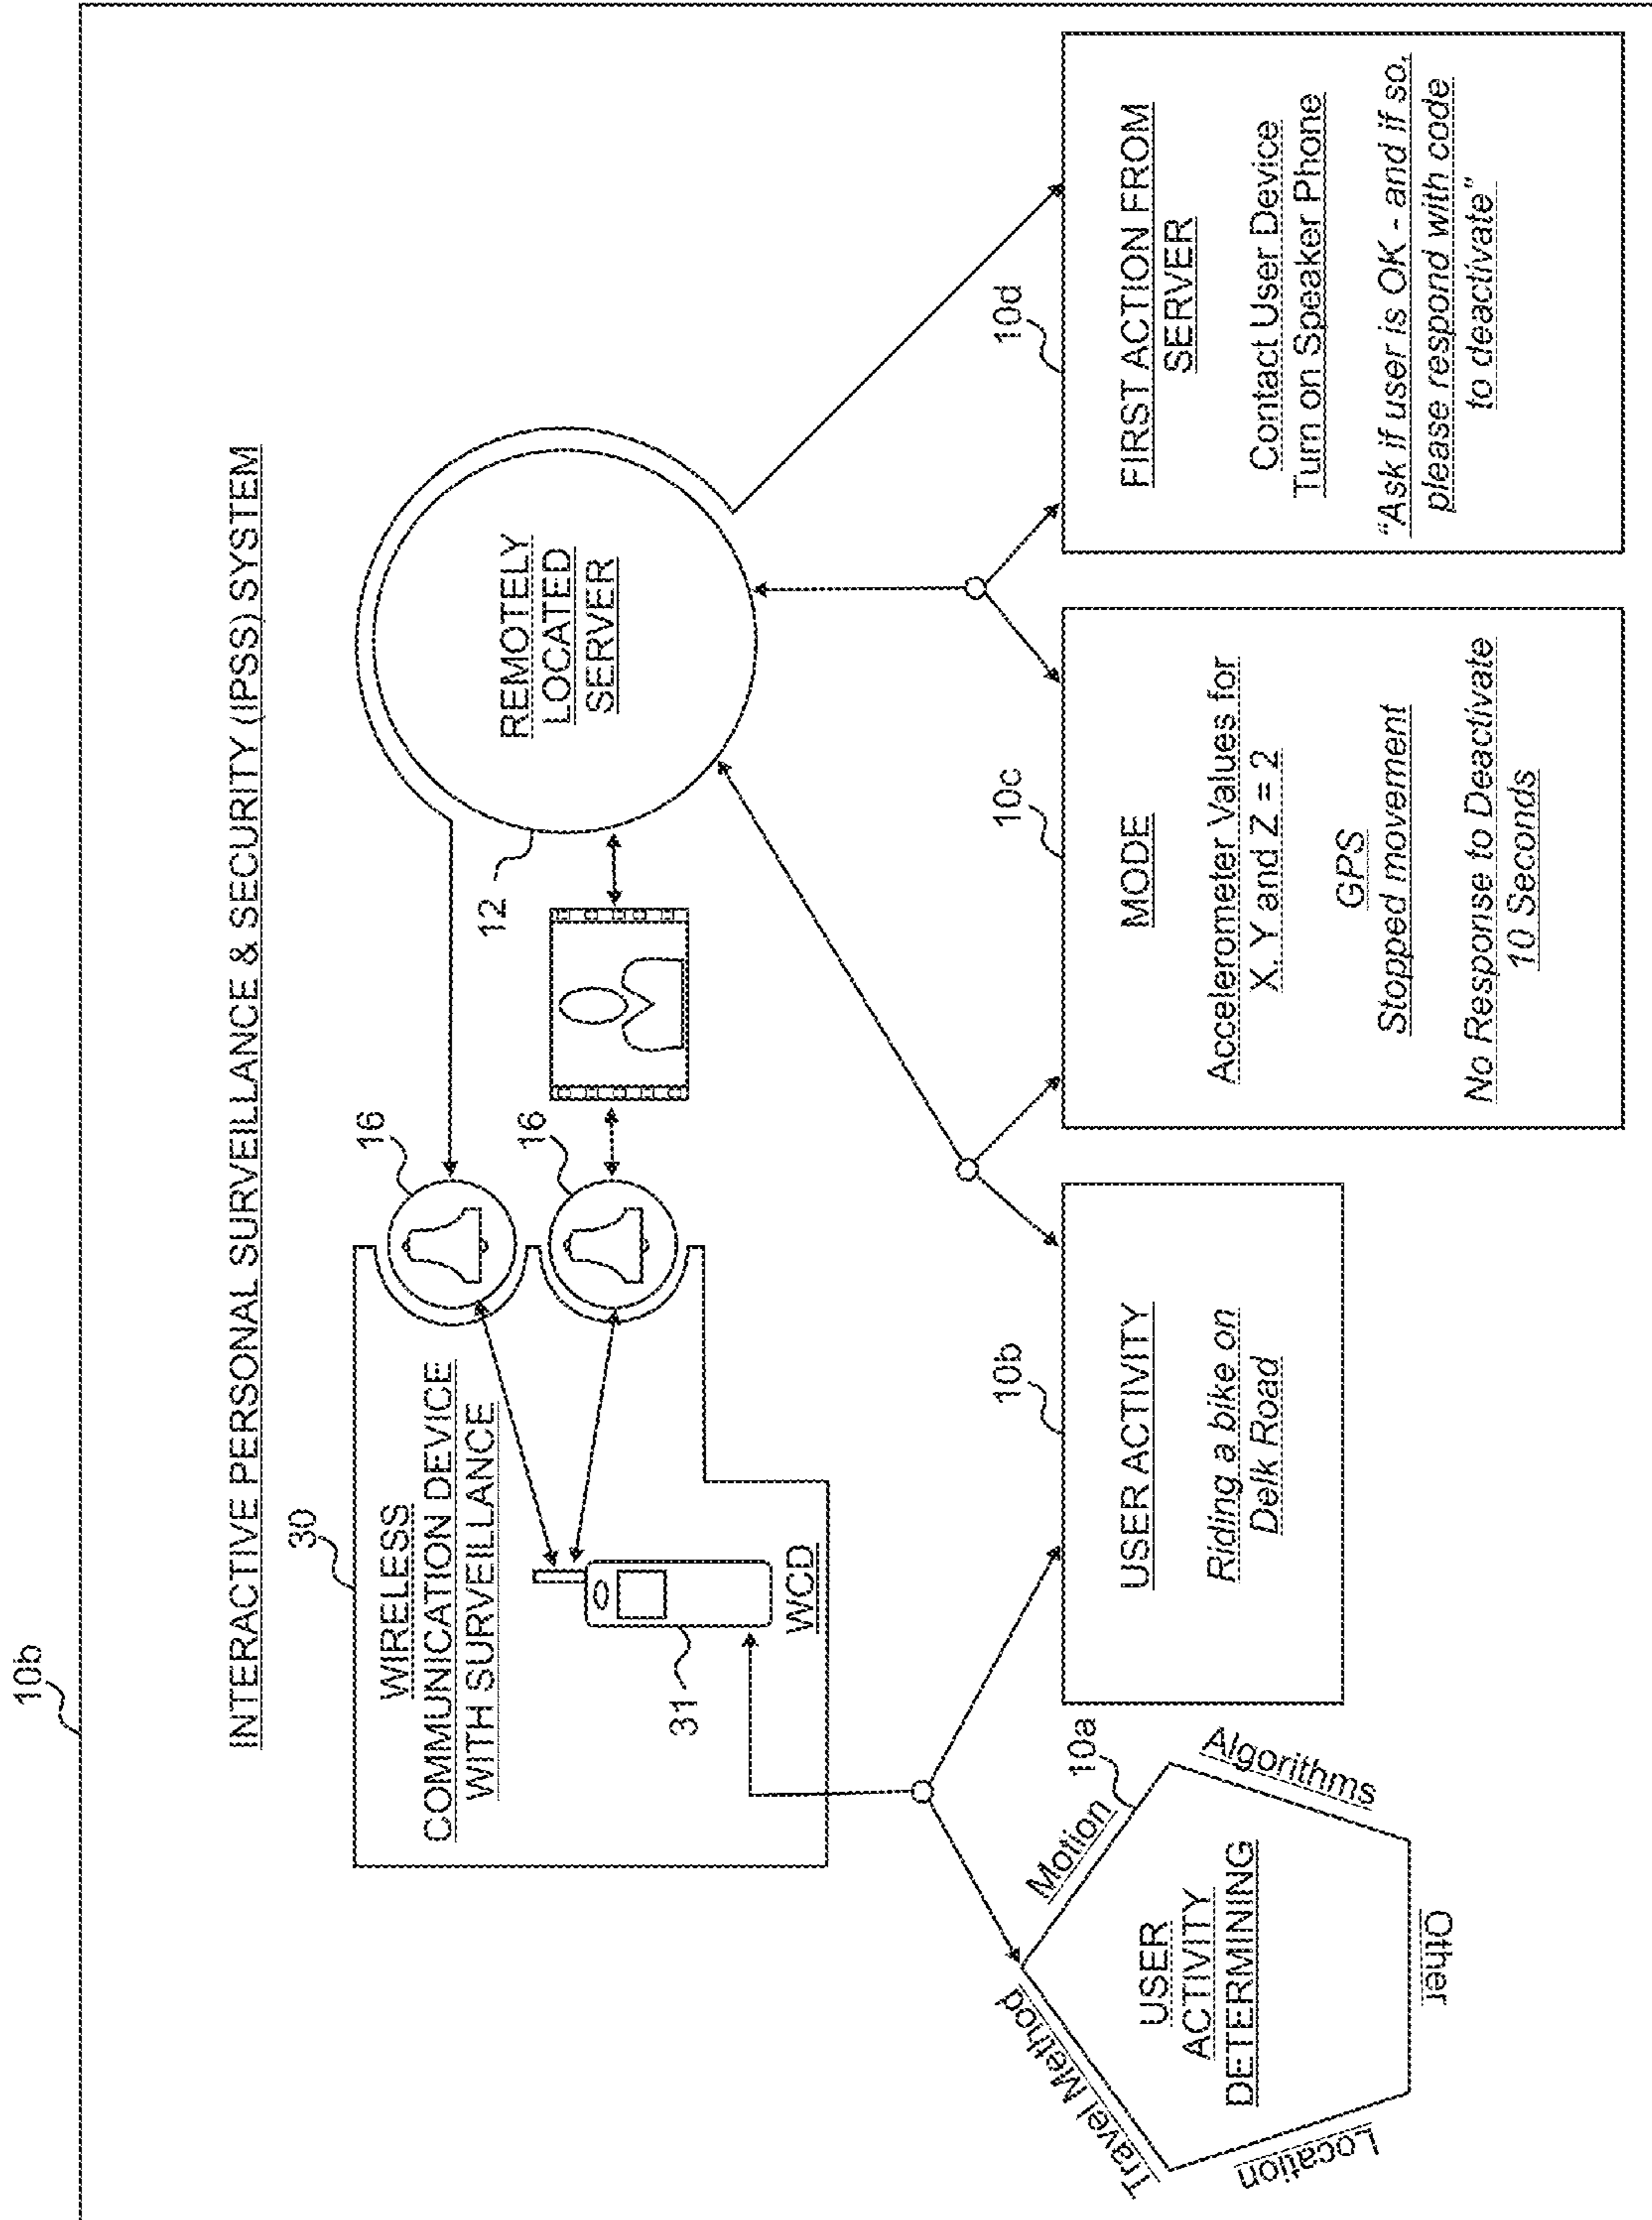 10b
INTERACTIVE PERSONAL SURVEILLANCE & SECURITY (IPSS) SYSTEM
30
WIRELESS
COMMUNICATION DEVICE
WITH SURVEILLANCE
31
WCD
16
16
12
REMOTELY
LOCATED
SERVER
10a
Travel Method
Motion
Algorithms
Other
Location
USER
ACTIVITY
DETERMINING
10b
USER ACTIVITY
Riding a bike on
Delk Road
10c
MODE
Accelerometer Values for
X, Y and Z = 2
GPS
Stopped movement
No Response to Deactivate
10 Seconds
10d
FIRST ACTION FROM
SERVER
Contact User Device
Turn on Speaker Phone
“Ask if user is OK - and if so,
please respond with code
to deactivate”